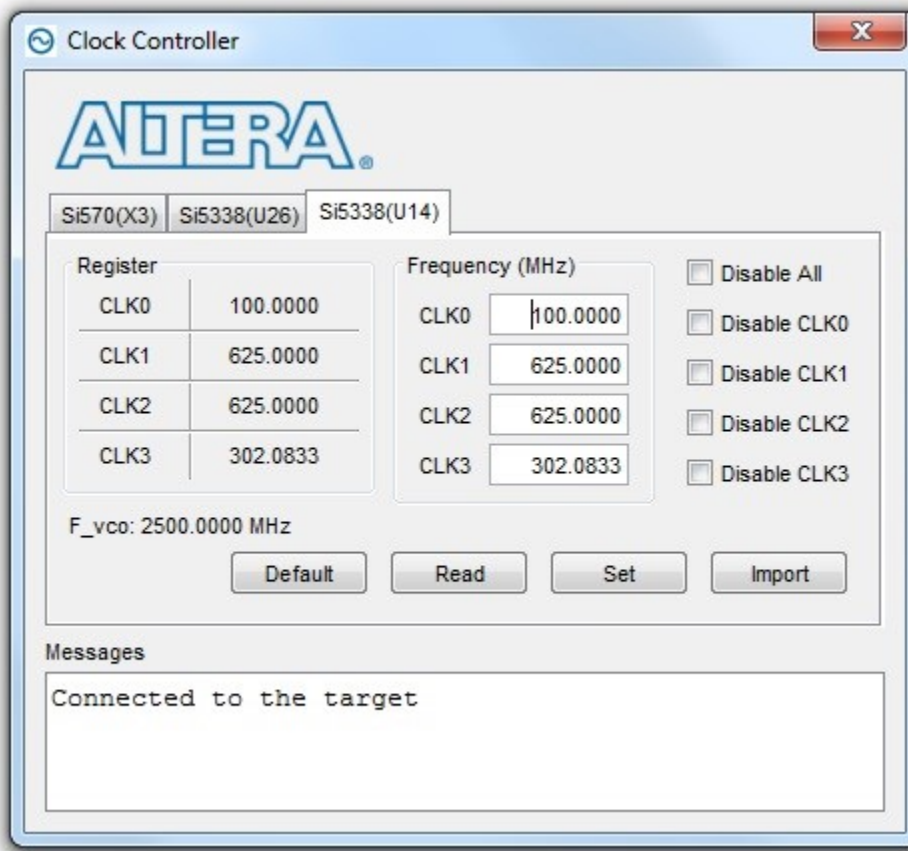 Clock Controller
ALTERA®
Si570(X3) Si5338(U26) Si5338(U14)
Register
CLK0 100.0000
CLK1 625.0000
CLK2 625.0000
CLK3 302.0833
Frequency (MHz)
CLK0 100.0000
CLK1 625.0000
CLK2 625.0000
CLK3 302.0833
Disable All
Disable CLK0
Disable CLK1
Disable CLK2
Disable CLK3
F_vco: 2500.0000 MHz
Default Read Set Import
Messages
Connected to the target